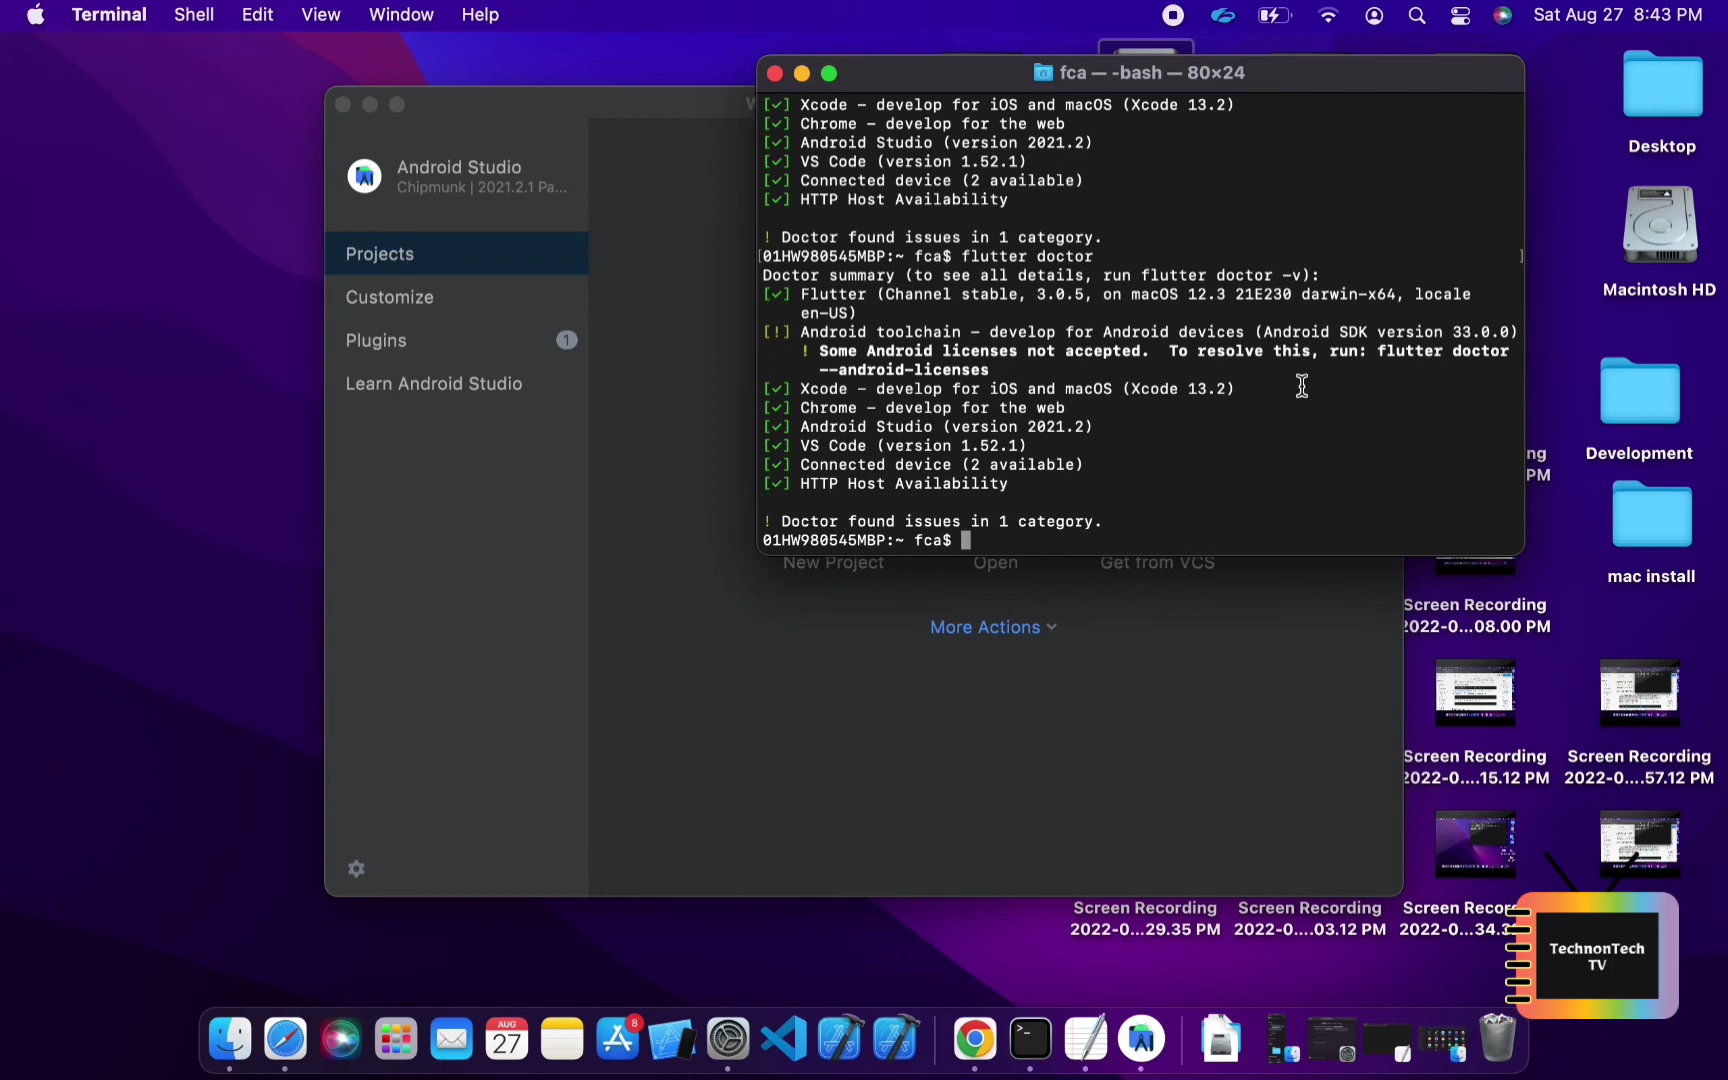 Terminal Shell Edit View Window Help
Sat Aug 27 8:43 PM
fca — -bash — 80×24
[✓] Xcode – develop for iOS and macOS (Xcode 13.2)
[✓] Chrome – develop for the web
[✓] Android Studio (version 2021.2)
[✓] VS Code (version 1.52.1)
[✓] Connected device (2 available)
[✓] HTTP Host Availability
! Doctor found issues in 1 category.
[01HW980545MBP:~ fca$ flutter doctor ]
Doctor summary (to see all details, run flutter doctor -v):
[✓] Flutter (Channel stable, 3.0.5, on macOS 12.3 21E230 darwin-x64, locale
en-US)
[!] Android toolchain – develop for Android devices (Android SDK version 33.0.0)
! Some Android licenses not accepted.  To resolve this, run: flutter doctor
--android-licenses
[✓] Xcode – develop for iOS and macOS (Xcode 13.2)
[✓] Chrome – develop for the web
[✓] Android Studio (version 2021.2)
[✓] VS Code (version 1.52.1)
[✓] Connected device (2 available)
[✓] HTTP Host Availability
! Doctor found issues in 1 category.
01HW980545MBP:~ fca$
Android Studio
Chipmunk | 2021.2.1 Pa...
Projects
Customize
Plugins 1
Learn Android Studio
New Project Open Get from VCS
More Actions
Desktop
Macintosh HD
ng
PM
Development
mac install
Screen Recording
2022-0...08.00 PM
Screen Recording
2022-0....15.12 PM
Screen Recording
2022-0....57.12 PM
Screen Recording
2022-0...29.35 PM
Screen Recording
2022-0....03.12 PM
Screen Recor
2022-0...34.3
TechnonTech
TV
AUG
27
8